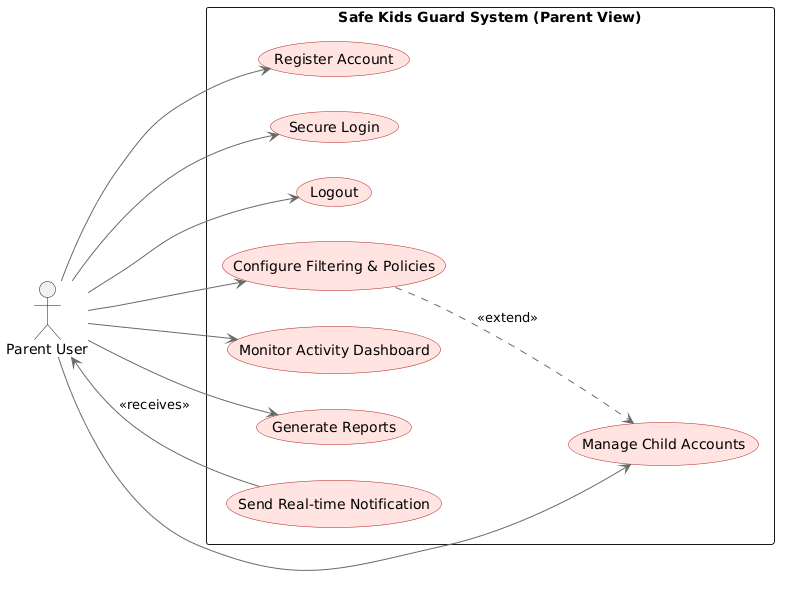 Safe Kids Guard System (Parent View)
Register Account
Secure Login
Logout
Configure Filtering & Policies
«extend»
Parent User
Monitor Activity Dashboard
«receives»
Generate Reports
Manage Child Accounts
Send Real-time Notification